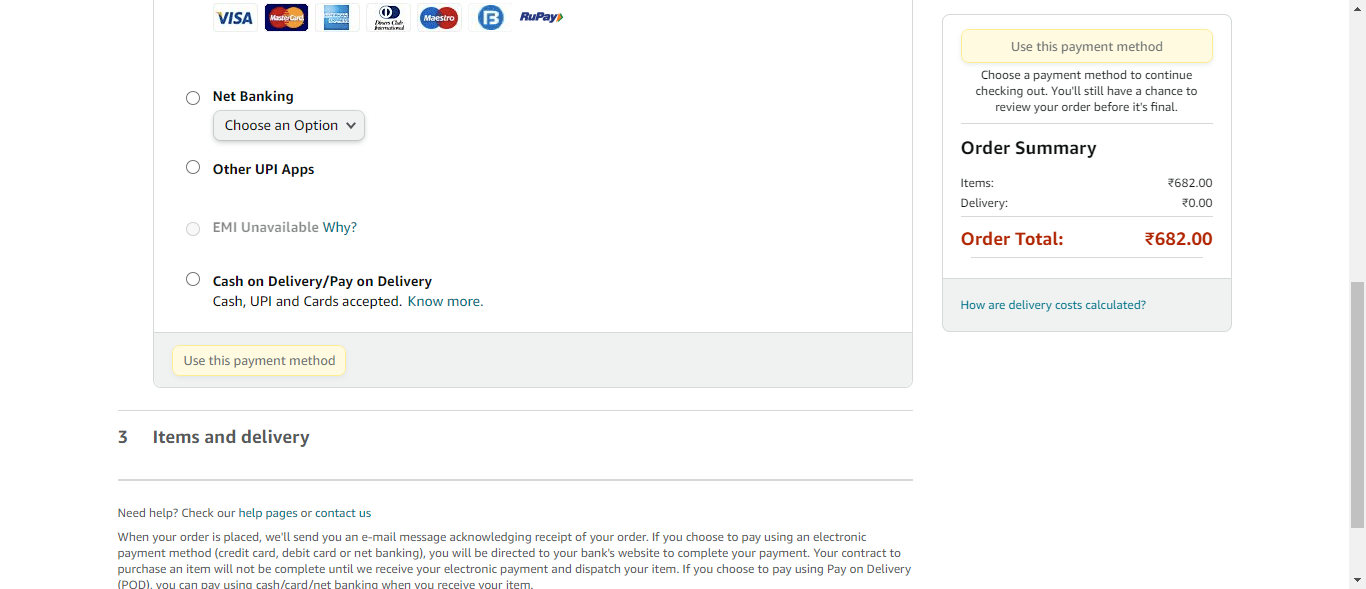 VISA MasterCard AMERICAN EXPRESS Diners Club International Maestro B RuPay
Net Banking
Choose an Option
Other UPI Apps
EMI Unavailable Why?
Cash on Delivery/Pay on Delivery
Cash, UPI and Cards accepted. Know more.
Use this payment method
3 Items and delivery
Need help? Check our help pages or contact us
When your order is placed, we'll send you an e-mail message acknowledging receipt of your order. If you choose to pay using an electronic
payment method (credit card, debit card or net banking), you will be directed to your bank's website to complete your payment. Your contract to
purchase an item will not be complete until we receive your electronic payment and dispatch your item. If you choose to pay using Pay on Delivery
(POD), you can pay using cash/card/net banking when you receive your item.
Use this payment method
Choose a payment method to continue
checking out. You'll still have a chance to
review your order before it's final.
Order Summary
Items: ₹682.00
Delivery: ₹0.00
Order Total: ₹682.00
How are delivery costs calculated?